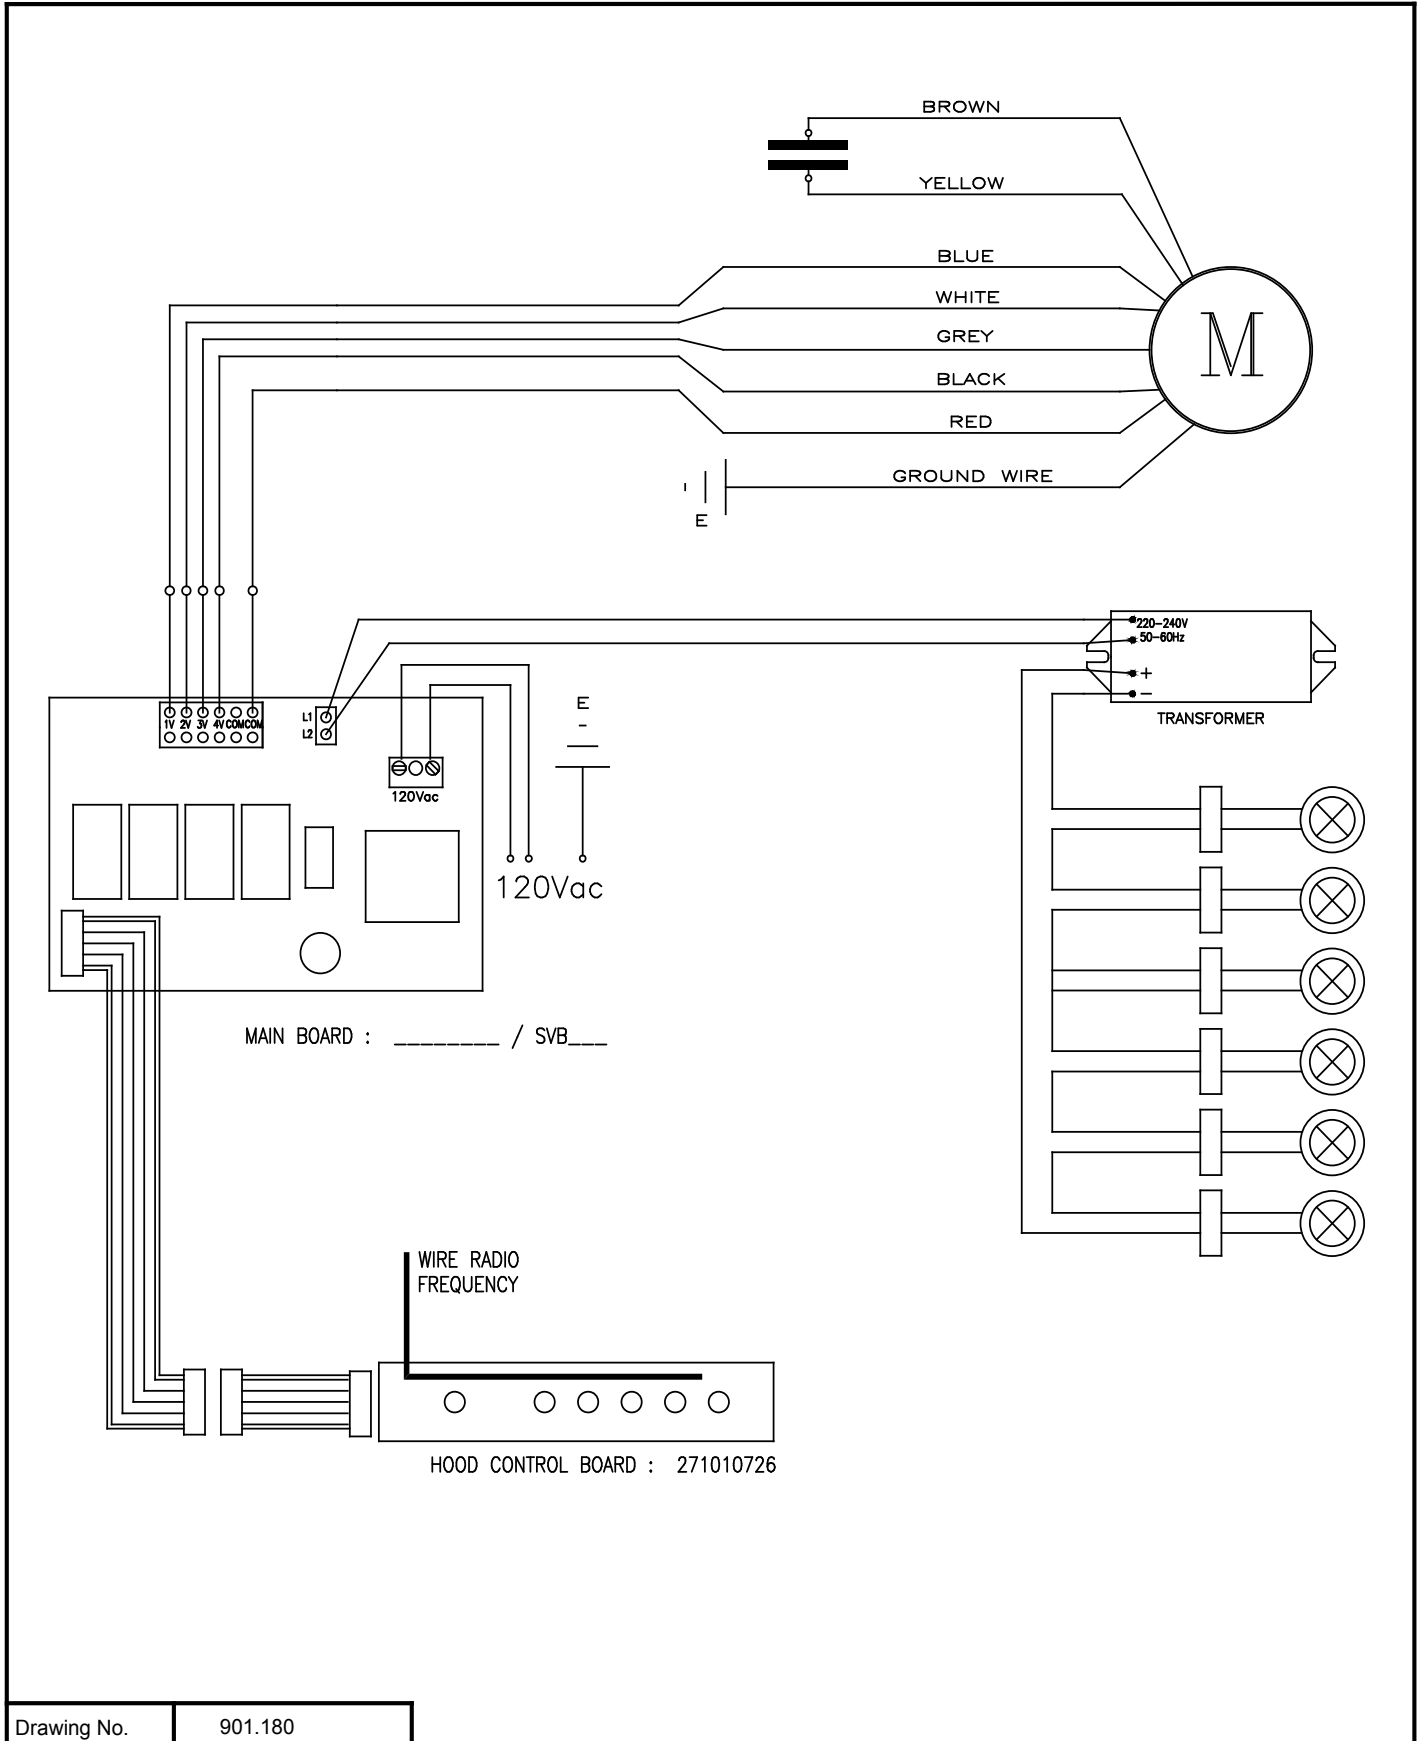 BROWN
YELLOW
BLUE
WHITE
GREY
BLACK
RED
GROUND WIRE
E
M
220-240V
50-60Hz
+
-
TRANSFORMER
1V 2V 3V 4V COM COM
L1
L2
120Vac
E
120Vac
MAIN BOARD : ________ / SVB___
WIRE RADIO
FREQUENCY
HOOD CONTROL BOARD : 271010726
Drawing No. 901.180